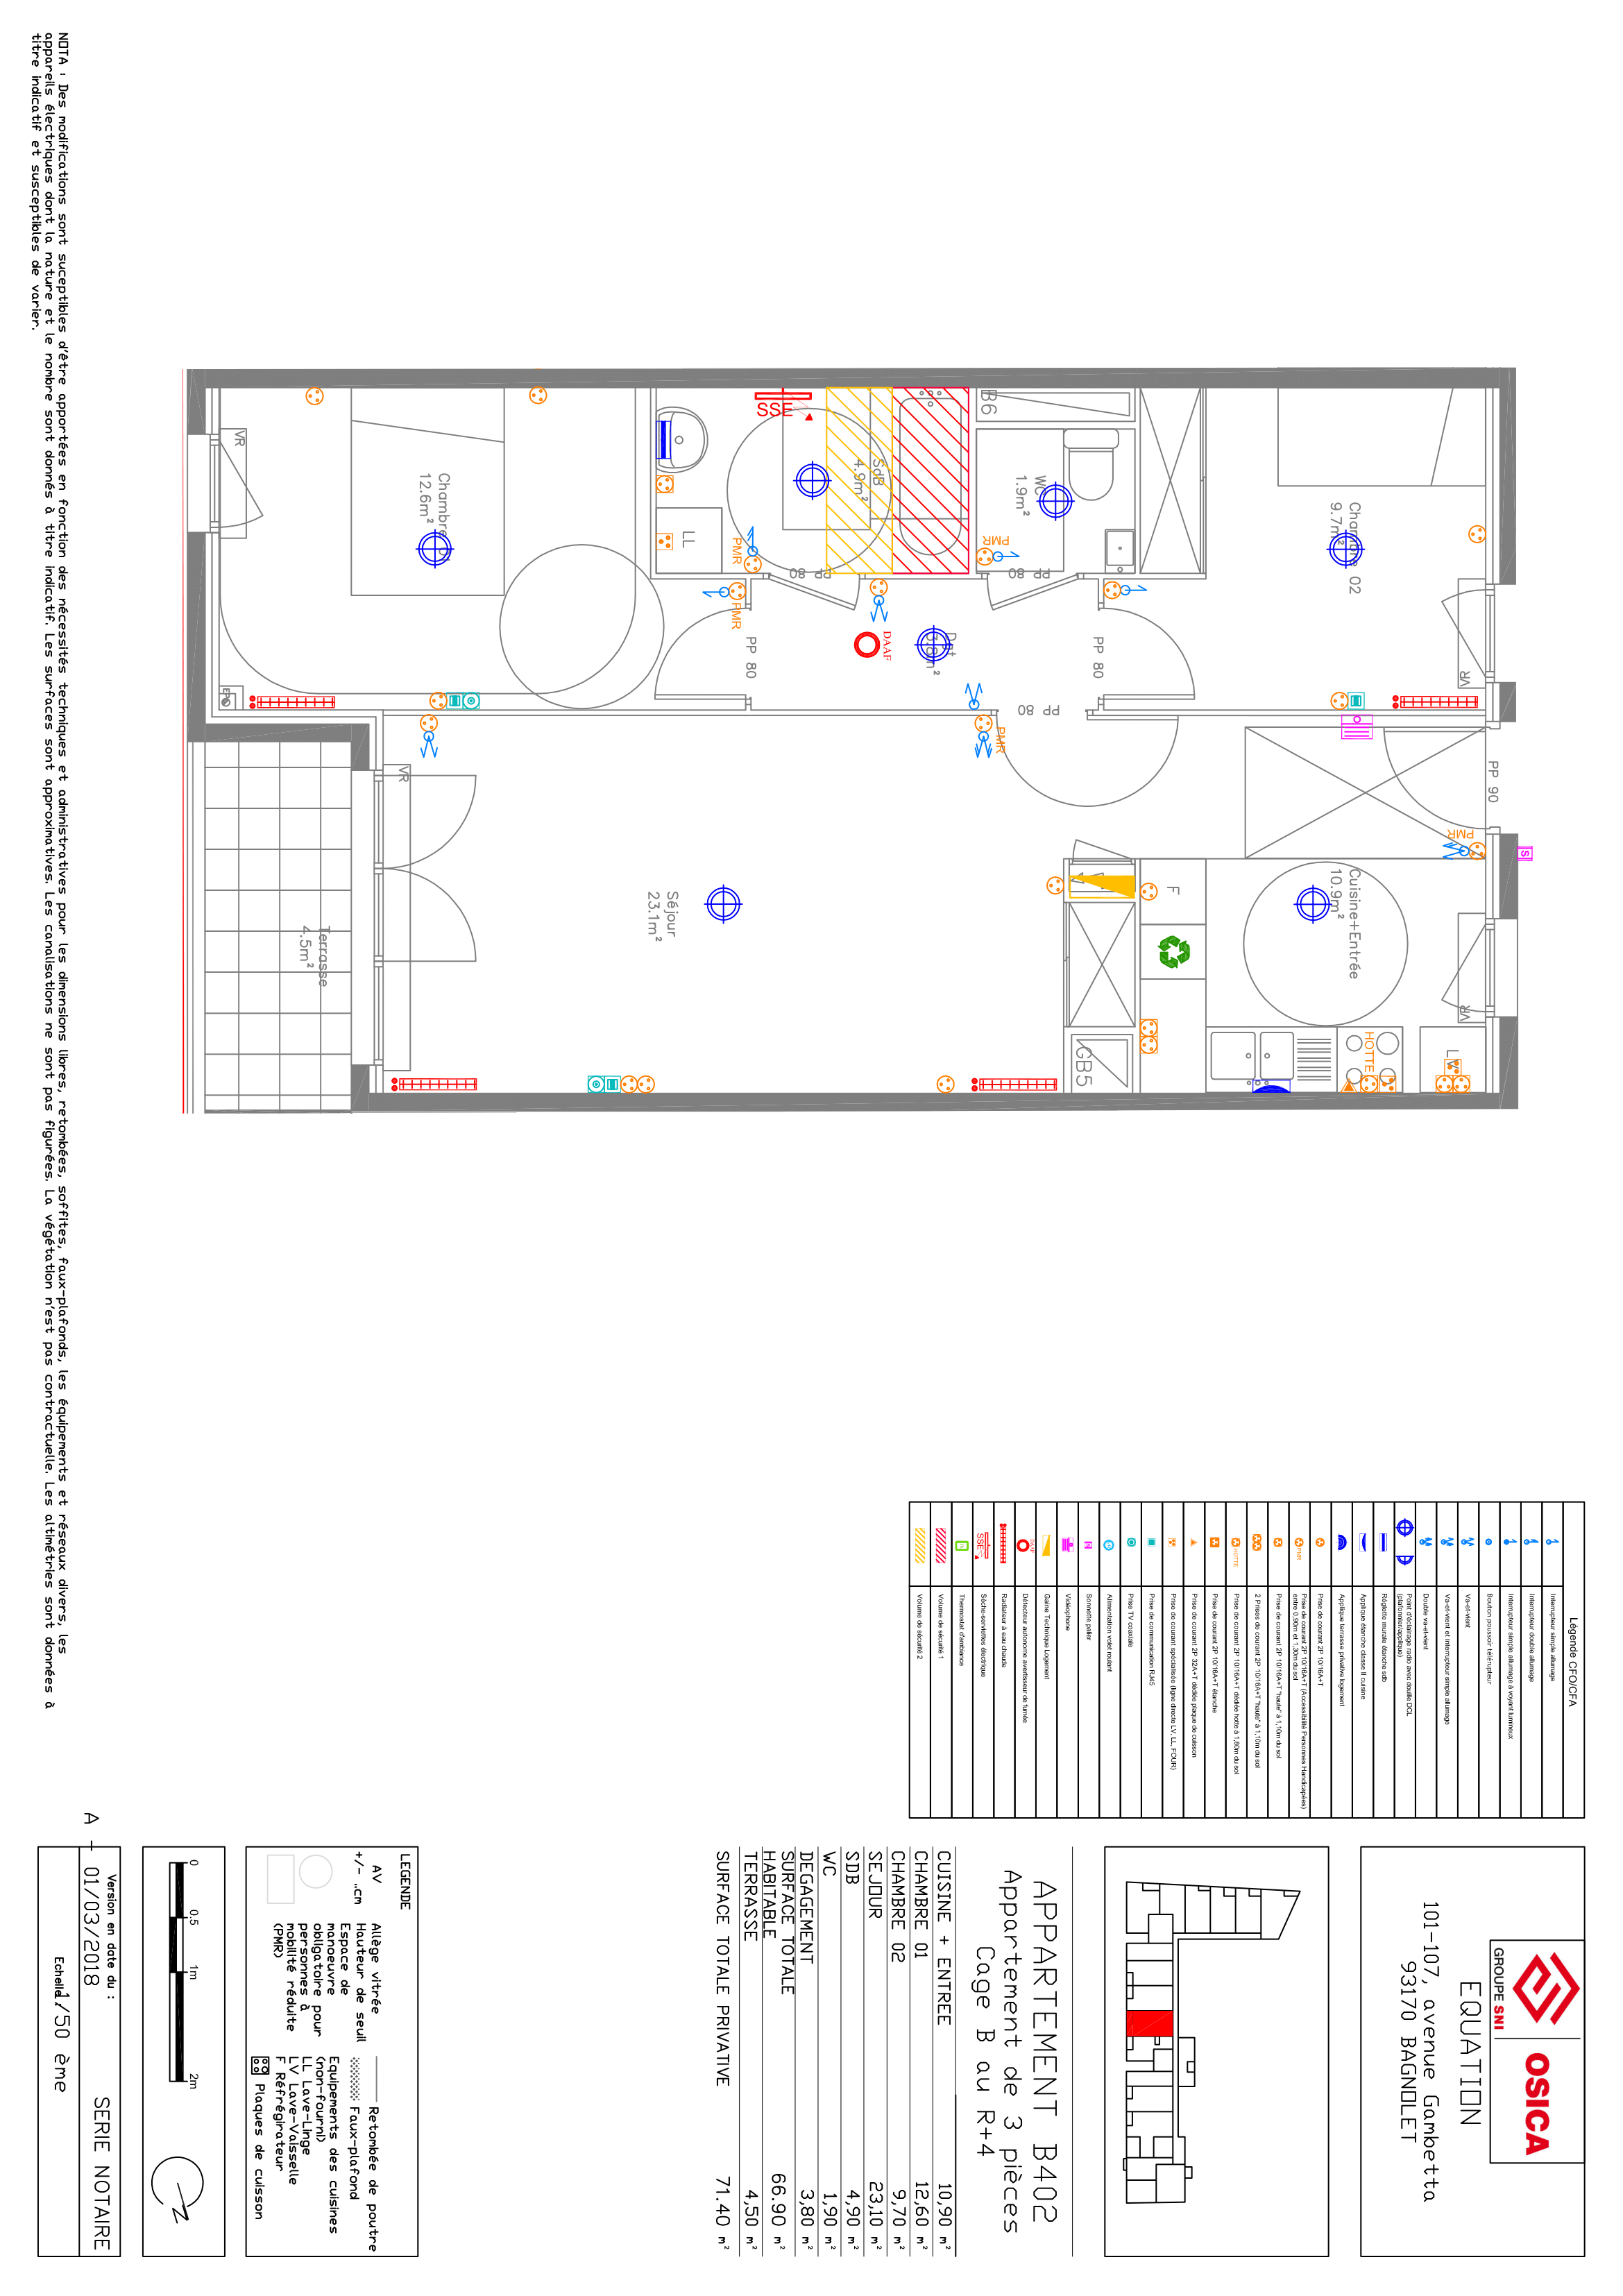 GROUPE SNI
OSICA
EQUATION
101-107, avenue Gambetta
93170 BAGNOLET
APPARTEMENT B402
Appartement de 3 pièces
Cage B au R+4
CUISINE + ENTREE 10,90 m²
CHAMBRE 01 12,60 m²
CHAMBRE 02 9,70 m²
SEJOUR 23,10 m²
SDB 4,90 m²
WC 1,90 m²
DEGAGEMENT 3,80 m²
SURFACE TOTALE
HABITABLE 66.90 m²
TERRASSE 4,50 m²
SURFACE TOTALE PRIVATIVE 71.40 m²
LEGENDE
AV Allège vitrée
+/- ..cm Hauteur de seuil
Espace de
manoeuvre
obligatoire pour
personnes à
mobilité réduite
(PMR)
Retombée de poutre
Faux-plafond
Equipements des cuisines
(non-fourni)
LL Lave-Linge
LV Lave-Vaisselle
F Réfrégirateur
Plaques de cuisson
0 0.5 1m 2m
N
A -
Version en date du :
01/03/2018
SERIE NOTAIRE
Echelle
1/50 ème
Légende CFO/CFA
Interrupteur simple allumage
Interrupteur double allumage
Interrupteur simple allumage à voyant lumineux
Bouton poussoir télérupteur
Va-et-vient
Va-et-vient et interrupteur simple allumage
Double va-et-vient
Point d'éclairage radio avec douille DCL
(plafonnier/applique)
Réglette murale étanche sdb
Applique étanche classe II cuisine
Applique terrasse privative logement
Prise de courant 2P 10/16A+T
PMR Prise de courant 2P 10/16A+T (Accessibilité Personnes Handicapées)
entre 0,90m et 1,30m du sol
Prise de courant 2P 10/16A+T "haute" à 1,10m du sol
2 Prises de courant 2P 10/16A+T "haute" à 1,10m du sol
HOTTE Prise de courant 2P 10/16A+T dédiée hotte à 1,80m du sol
Prise de courant 2P 10/16A+T étanche
Prise de courant 2P 32A+T dédiée plaque de cuisson
Prise de courant spécialisée (ligne directe LV, LL, FOUR)
Prise de communication RJ45
Prise TV coaxiale
Alimentation volet roulant
Sonnette palier
Vidéophone
Gaine Technique Logement
DAAF Détecteur autonome avertisseur de fumée
Radiateur à eau chaude
SSE Sèche-serviettes électrique
Thermostat d'ambiance
Volume de sécurité 1
Volume de sécurité 2
Chambre 02
9.7m²
VR
PP 90
PMR
S
Cuisine+Entrée
10.9m²
VR
LV
HOTTE
F
GB5
B6
WC
1.9m²
PMR
PP 80
PP 80
PP 80
Dgt
3.8m²
DAAF
SdB
4.9m²
SSE
PP 80
LL
PMR
PMR
PP 80
PMR
Séjour
23.1m²
Chambre
12.6m²
VR
VR
Terrasse
4.5m²
NOTA : Des modifications sont suceptibles d'être apportées en fonction des nécessités techniques et administratives pour les dimensions libres, retombées, soffites, faux-plafonds, les équipements et réseaux divers, les
appareils électriques dont la nature et le nombre sont donnés à titre indicatif. Les surfaces sont approximatives. Les canalisations ne sont pas figurées. La végétation n'est pas contractuelle. Les altimétries sont données à
titre indicatif et susceptibles de varier.